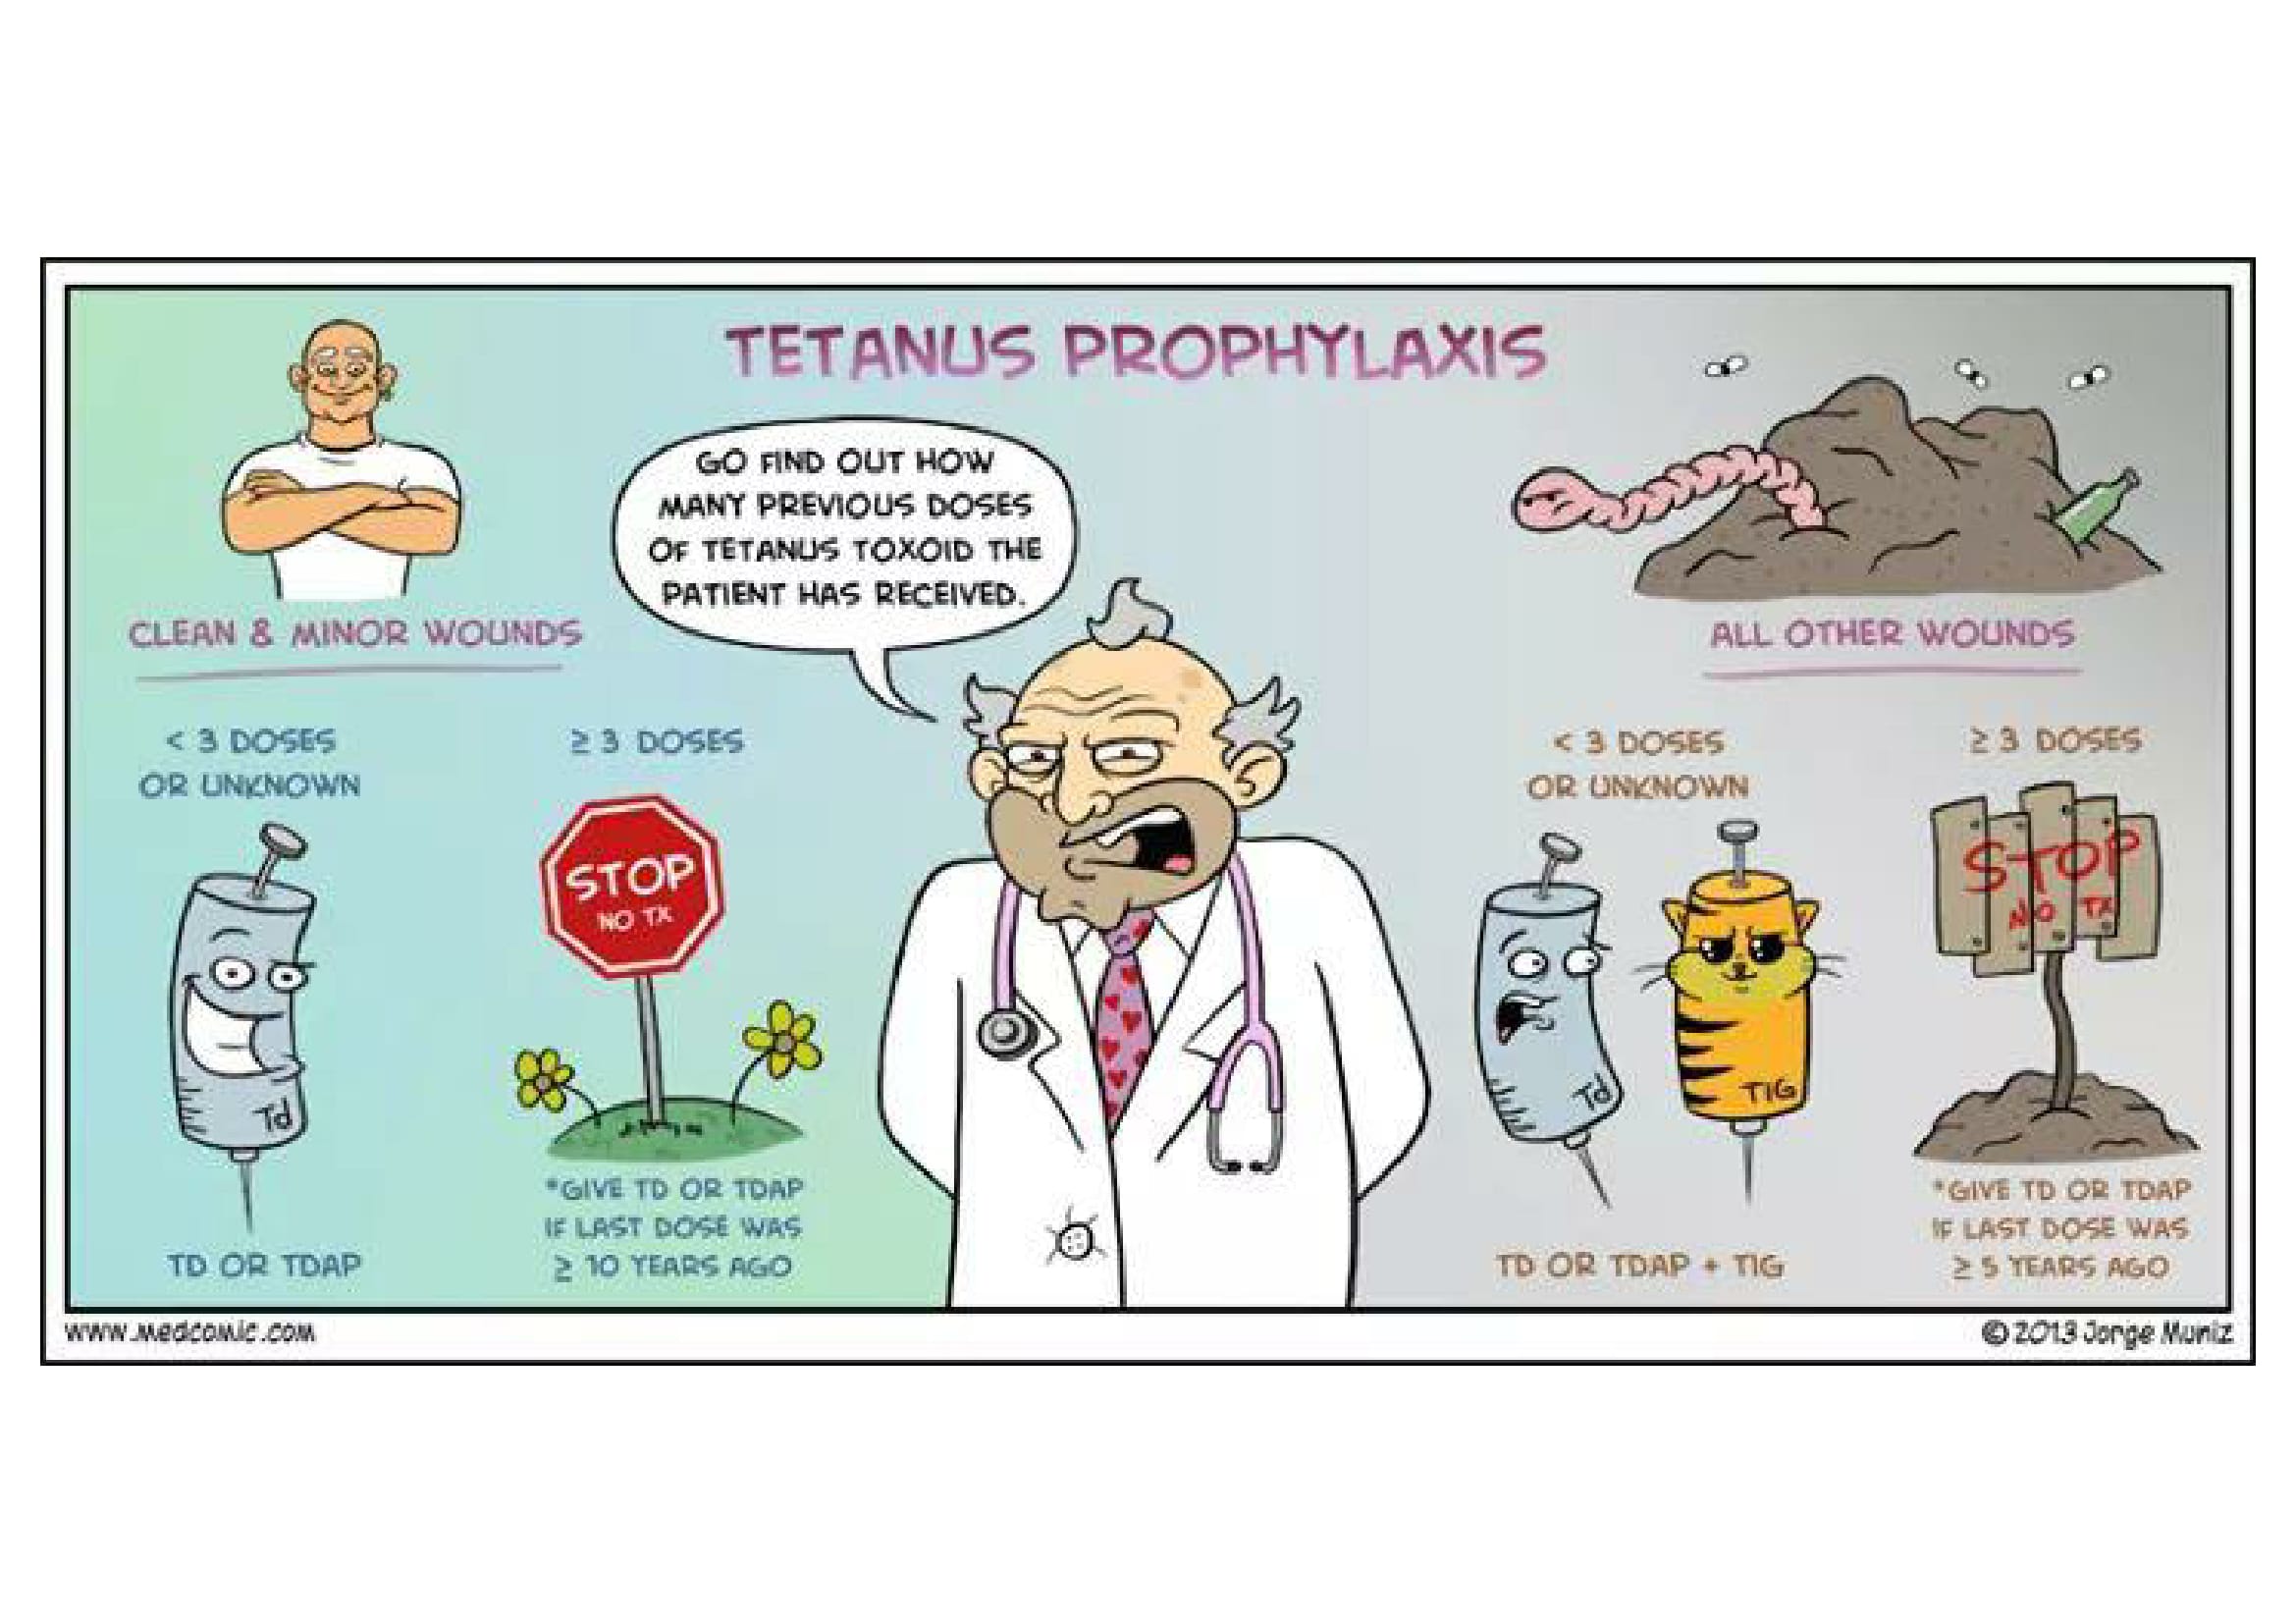 TETANUS PROPHYLAXIS
GO FIND OUT HOW
MANY PREVIOUS DOSES
OF TETANUS TOXOID THE
PATIENT HAS RECEIVED.
CLEAN & MINOR WOUNDS
< 3 DOSES
OR UNKNOWN
Td
TD OR TDAP
≥ 3 DOSES
STOP
NO TX
*GIVE TD OR TDAP
IF LAST DOSE WAS
≥ 10 YEARS AGO
ALL OTHER WOUNDS
< 3 DOSES
OR UNKNOWN
Td
TIG
TD OR TDAP + TIG
≥ 3 DOSES
STOP
NO TX
*GIVE TD OR TDAP
IF LAST DOSE WAS
≥ 5 YEARS AGO
www.medcomic.com
© 2013 Jorge Muniz